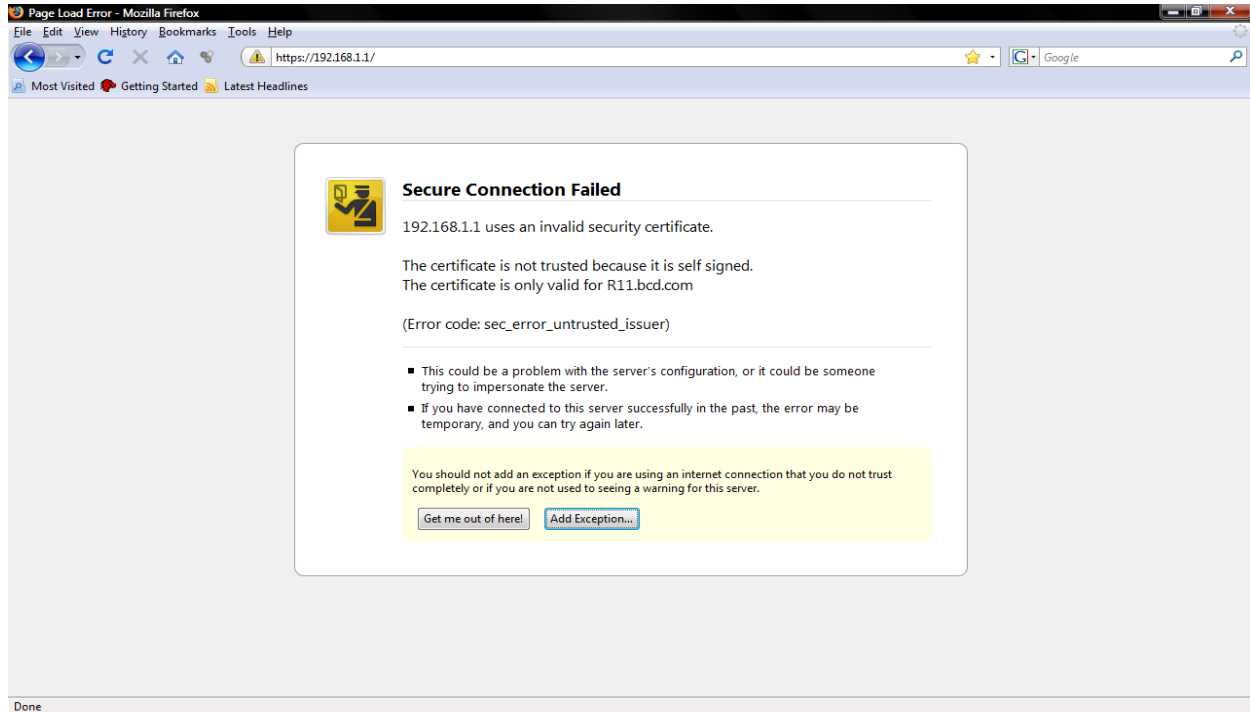 Page Load Error - Mozilla Firefox
File Edit View History Bookmarks Tools Help
https://192.168.1.1/
G Google
Most Visited Getting Started Latest Headlines
Secure Connection Failed
192.168.1.1 uses an invalid security certificate.
The certificate is not trusted because it is self signed.
The certificate is only valid for R11.bcd.com
(Error code: sec_error_untrusted_issuer)
This could be a problem with the server's configuration, or it could be someone
trying to impersonate the server.
If you have connected to this server successfully in the past, the error may be
temporary, and you can try again later.
You should not add an exception if you are using an internet connection that you do not trust
completely or if you are not used to seeing a warning for this server.
Get me out of here! Add Exception...
Done